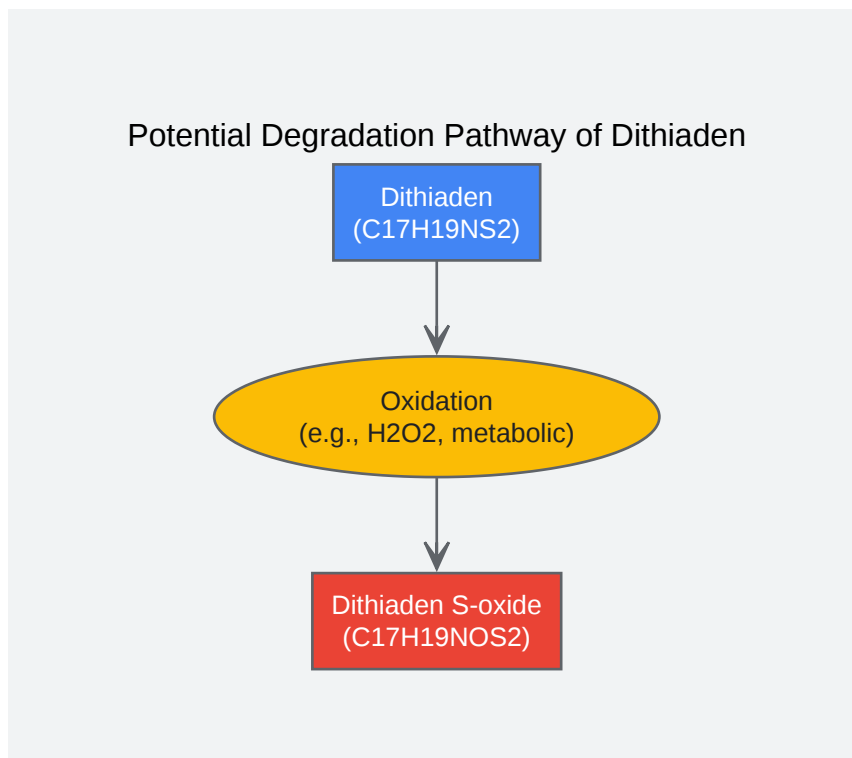 Potential Degradation Pathway of Dithiaden
Dithiaden
(C17H19NS2)
Oxidation
(e.g., H2O2, metabolic)
Dithiaden S-oxide
(C17H19NOS2)